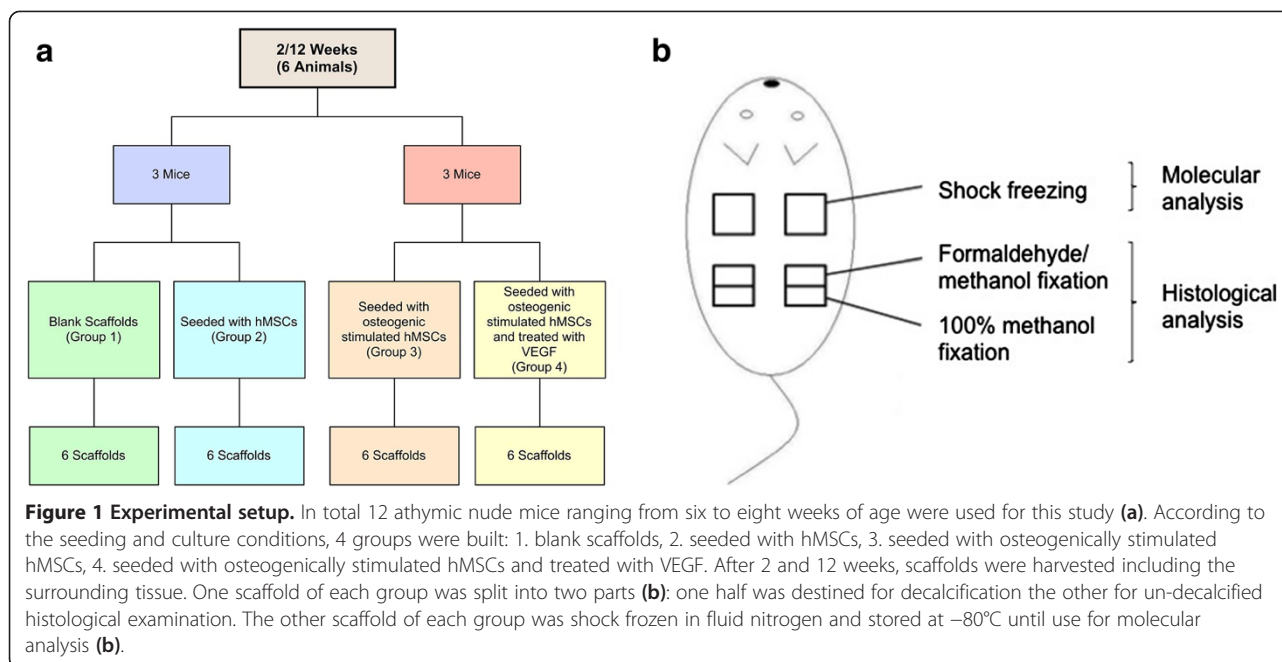 a
2/12 Weeks
(6 Animals)
3 Mice
3 Mice
Blank Scaffolds
(Group 1)
Seeded with hMSCs
(Group 2)
Seeded with
osteogenic
stimulated hMSCs
(Group 3)
Seeded with
osteogenic
stimulated hMSCs
and treated with
VEGF
(Group 4)
6 Scaffolds
6 Scaffolds
6 Scaffolds
6 Scaffolds
b
Shock freezing
Molecular
analysis
Formaldehyde/
methanol fixation
100% methanol
fixation
Histological
analysis
Figure 1 Experimental setup. In total 12 athymic nude mice ranging from six to eight weeks of age were used for this study (a). According to
the seeding and culture conditions, 4 groups were built: 1. blank scaffolds, 2. seeded with hMSCs, 3. seeded with osteogenically stimulated
hMSCs, 4. seeded with osteogenically stimulated hMSCs and treated with VEGF. After 2 and 12 weeks, scaffolds were harvested including the
surrounding tissue. One scaffold of each group was split into two parts (b): one half was destined for decalcification the other for un-decalcified
histological examination. The other scaffold of each group was shock frozen in fluid nitrogen and stored at −80°C until use for molecular
analysis (b).